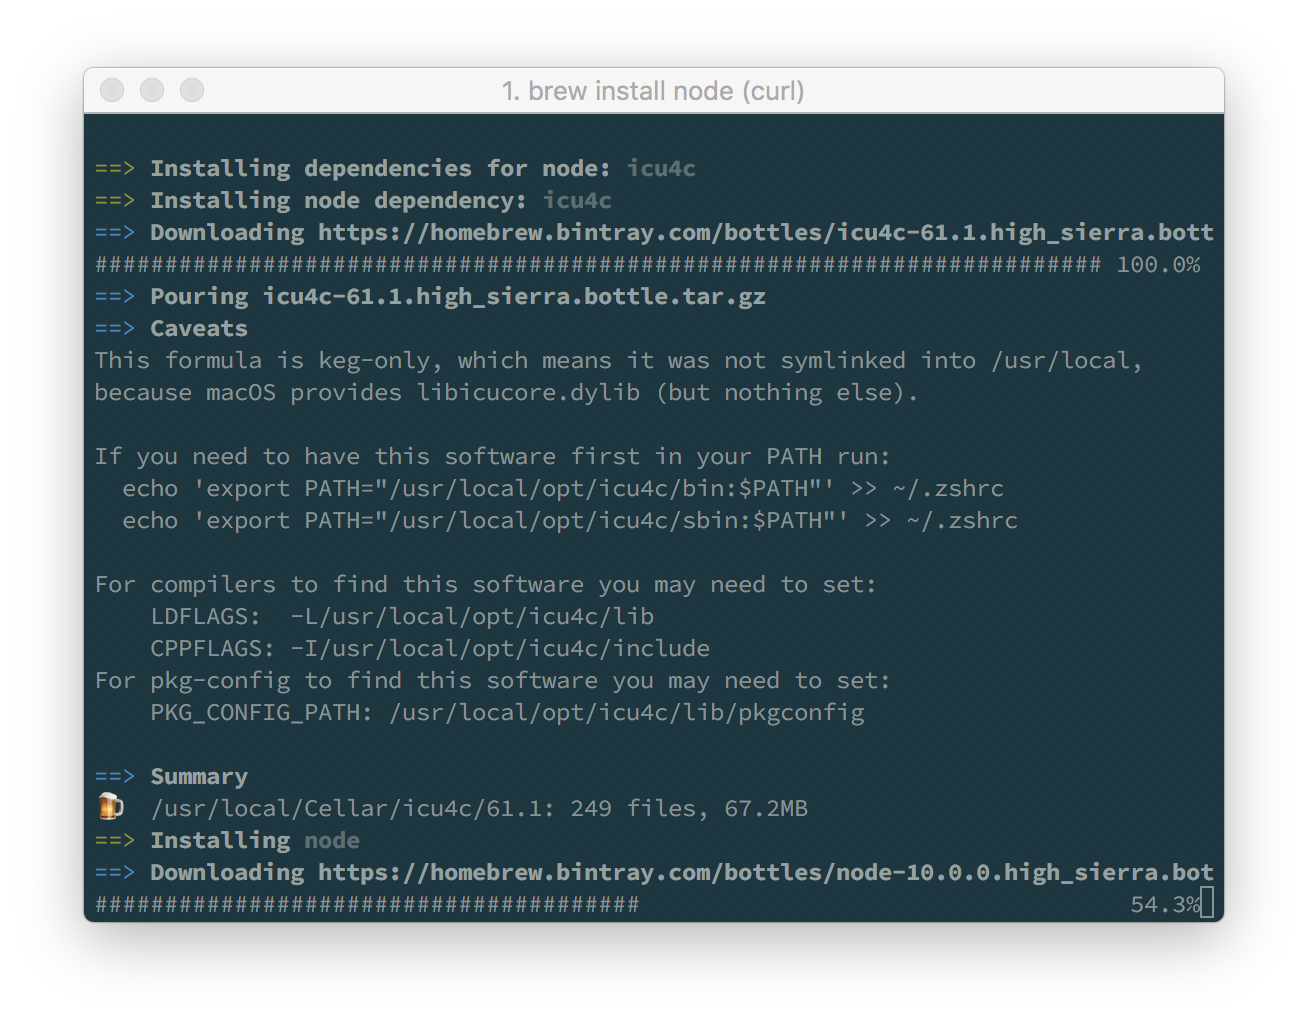 1. brew install node (curl)
==> Installing dependencies for node: icu4c
==> Installing node dependency: icu4c
==> Downloading https://homebrew.bintray.com/bottles/icu4c-61.1.high_sierra.bott
######################################################################## 100.0%
==> Pouring icu4c-61.1.high_sierra.bottle.tar.gz
==> Caveats
This formula is keg-only, which means it was not symlinked into /usr/local,
because macOS provides libicucore.dylib (but nothing else).
If you need to have this software first in your PATH run:
  echo 'export PATH="/usr/local/opt/icu4c/bin:$PATH"' >> ~/.zshrc
  echo 'export PATH="/usr/local/opt/icu4c/sbin:$PATH"' >> ~/.zshrc
For compilers to find this software you may need to set:
    LDFLAGS:  -L/usr/local/opt/icu4c/lib
    CPPFLAGS: -I/usr/local/opt/icu4c/include
For pkg-config to find this software you may need to set:
    PKG_CONFIG_PATH: /usr/local/opt/icu4c/lib/pkgconfig
==> Summary
🍺  /usr/local/Cellar/icu4c/61.1: 249 files, 67.2MB
==> Installing node
==> Downloading https://homebrew.bintray.com/bottles/node-10.0.0.high_sierra.bot
#######################################                                   54.3%